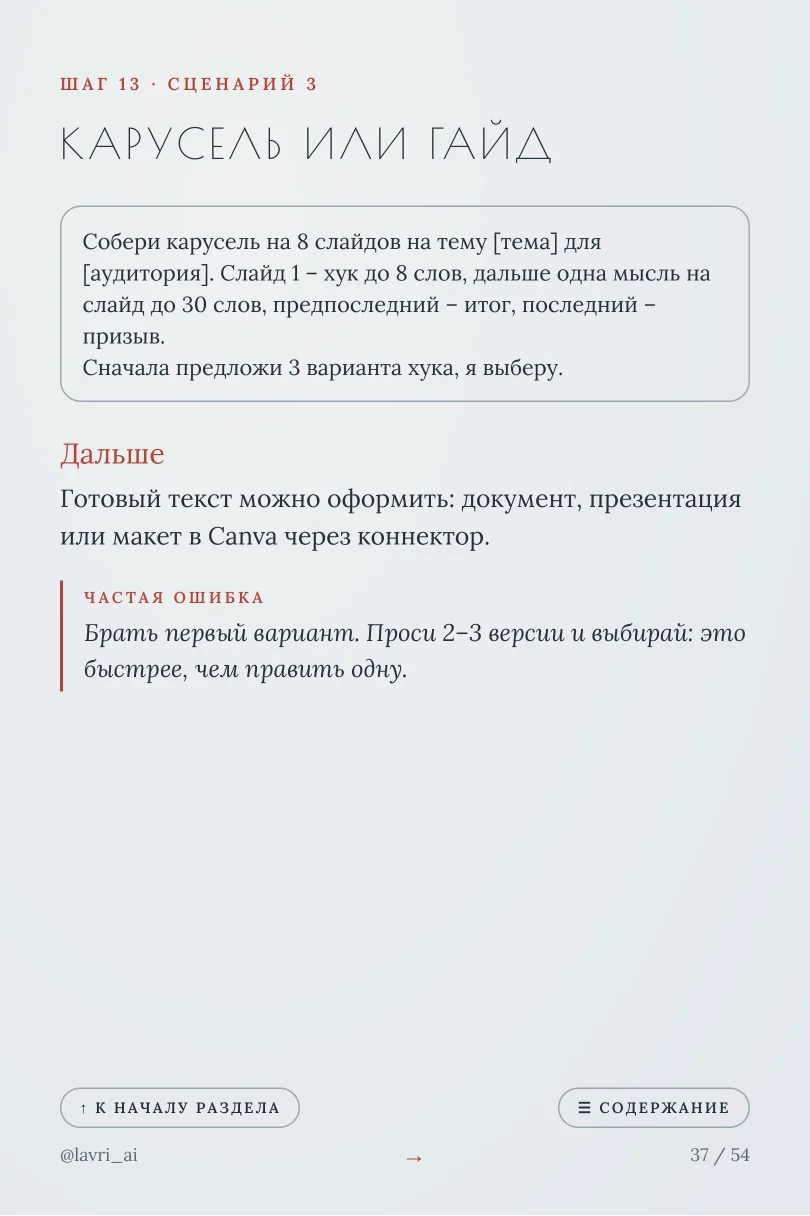 ШАГ 13 · СЦЕНАРИЙ 3
КАРУСЕЛЬ ИЛИ ГАЙД
Собери карусель на 8 слайдов на тему [тема] для
[аудитория]. Слайд 1 – хук до 8 слов, дальше одна мысль на
слайд до 30 слов, предпоследний – итог, последний –
призыв.
Сначала предложи 3 варианта хука, я выберу.
Дальше
Готовый текст можно оформить: документ, презентация
или макет в Canva через коннектор.
ЧАСТАЯ ОШИБКА
Брать первый вариант. Проси 2–3 версии и выбирай: это
быстрее, чем править одну.
↑ К НАЧАЛУ РАЗДЕЛА
☰ СОДЕРЖАНИЕ
@lavri_ai
→
37 / 54